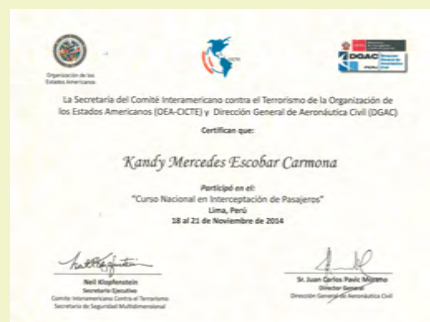 Organización de los
Estados Americanos
CICTE
DGAC
PERU
La Secretaría del Comité Interamericano contra el Terrorismo de la Organización de
los Estados Americanos (OEA-CICTE) y Dirección General de Aeronáutica Civil (DGAC)
Certifican que:
Kandy Mercedes Escobar Carmona
Participó en el:
"Curso Nacional en Interceptación de Pasajeros"
Lima, Perú
18 al 21 de Noviembre de 2014
Neil Klopfenstein
Secretario Ejecutivo
Comité Interamericano Contra el Terrorismo
Secretaría de Seguridad Multidimensional
Sr. Juan Carlos Pavic Moreno
Director General
Dirección General de Aeronáutica Civil